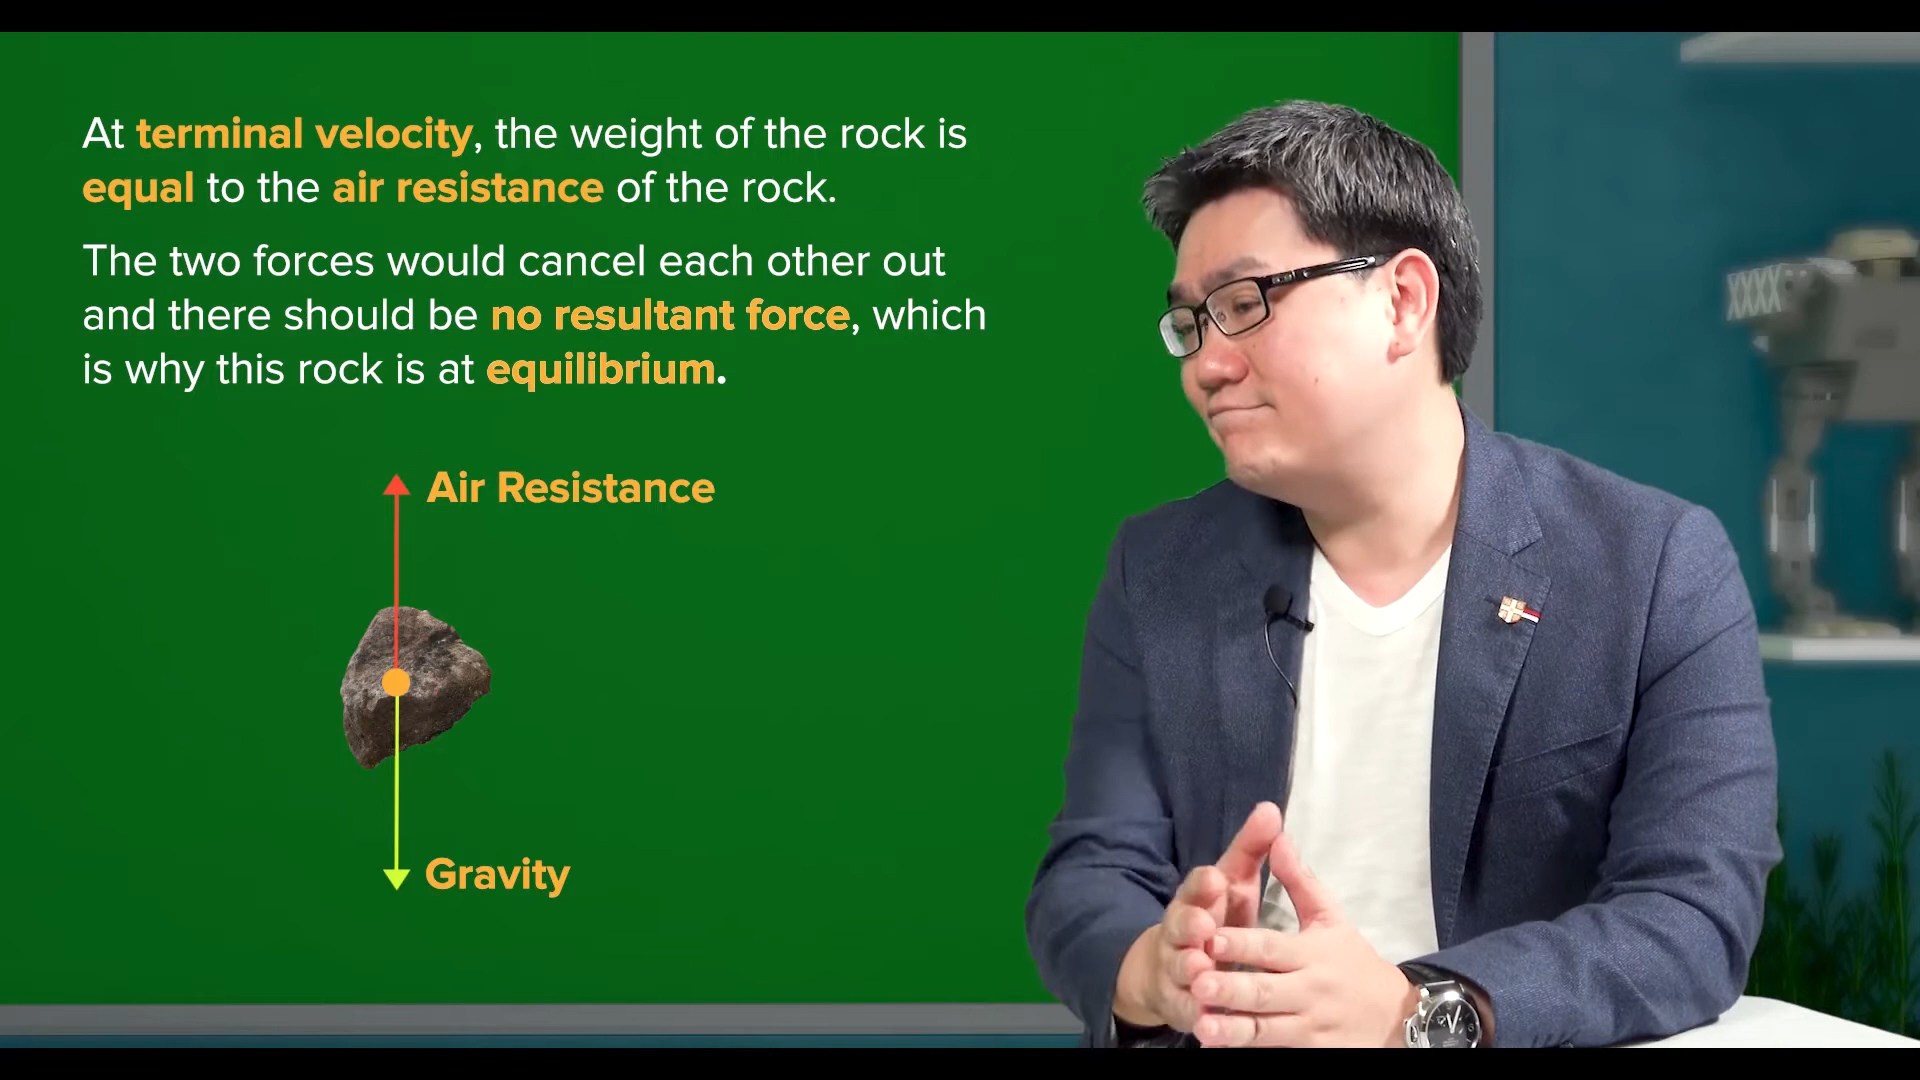 At terminal velocity, the weight of the rock is
equal to the air resistance of the rock.
The two forces would cancel each other out
and there should be no resultant force, which
is why this rock is at equilibrium.
Air Resistance
Gravity